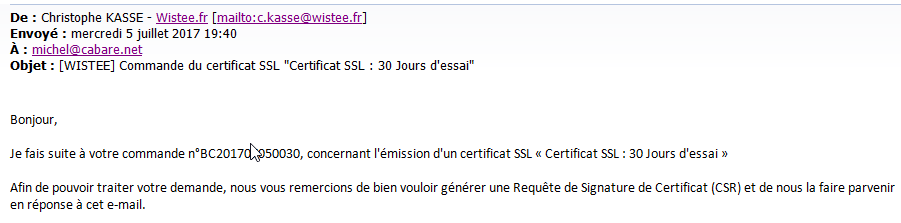 De : Christophe KASSE - Wistee.fr [mailto:c.kasse@wistee.fr]
Envoyé : mercredi 5 juillet 2017 19:40
À : michel@cabare.net
Objet : [WISTEE] Commande du certificat SSL "Certificat SSL : 30 Jours d'essai"
Bonjour,
Je fais suite à votre commande concernant l'émission d'un certificat SSL « Certificat SSL : 30 Jours d'essai »
Afin de pouvoir traiter votre demande, nous vous remercions de bien vouloir générer une Requête de Signature de Certificat (CSR) et de nous la faire parvenir
en réponse à cet e-mail.